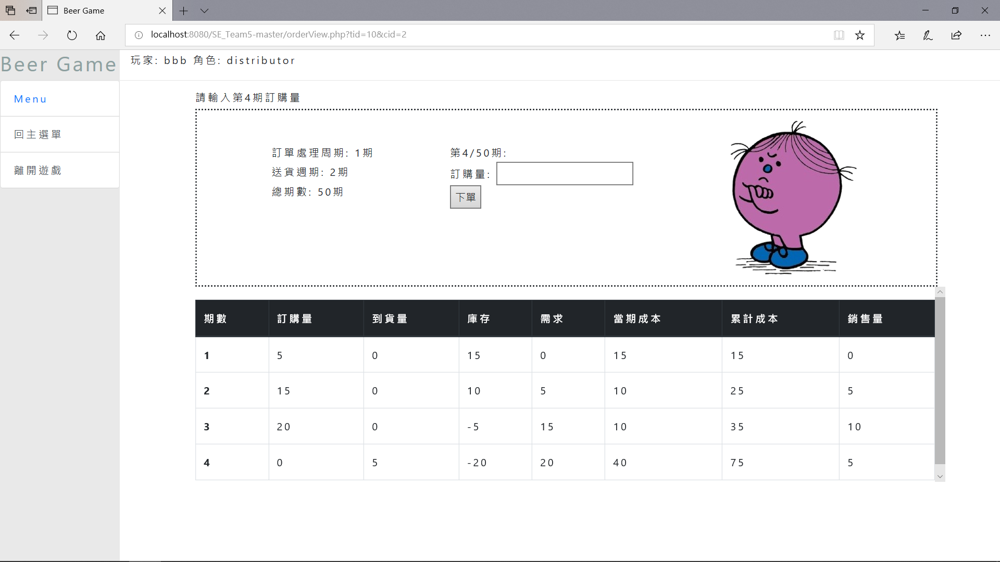 Beer Game
localhost:8080/SE_Team5-master/orderView.php?tid=10&cid=2
Beer Game
玩家: bbb 角色: distributor
Menu
回主選單
離開遊戲
請輸入第4期訂購量
訂單處理周期: 1期
送貨週期: 2期
總期數: 50期
第4/50期:
訂購量:
下單
期數 訂購量 到貨量 庫存 需求 當期成本 累計成本 銷售量
1 5 0 15 0 15 15 0
2 15 0 10 5 10 25 5
3 20 0 -5 15 10 35 10
4 0 5 -20 20 40 75 5